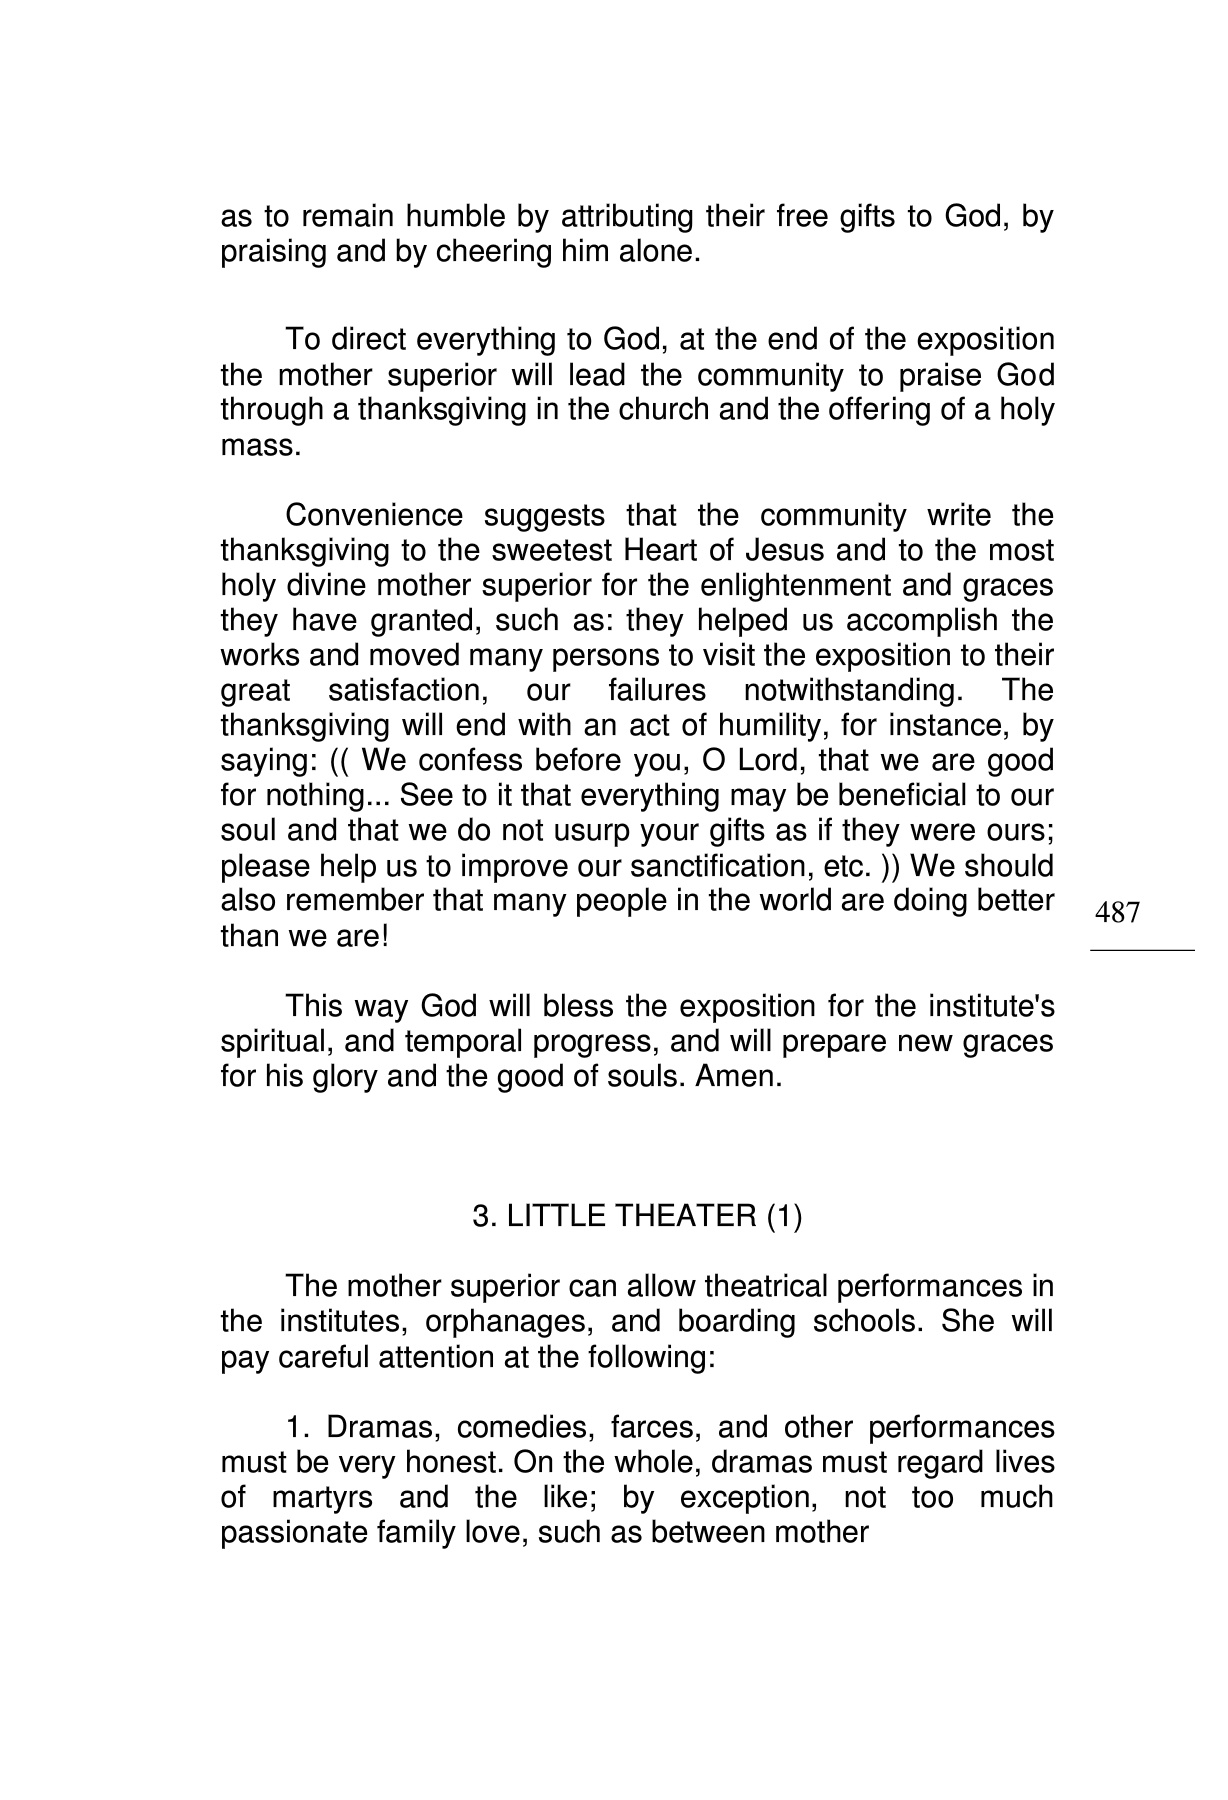 as to remain humble by attributing their free gifts to God, by
praising and by cheering him alone.
To direct everything to God, at the end of the exposition
the mother superior will lead the community to praise God
through a thanksgiving in the church and the offering of a holy
mass.
Convenience suggests that the community write the
thanksgiving to the sweetest Heart of Jesus and to the most
holy divine mother superior for the enlightenment and graces
they have granted, such as: they helped us accomplish the
works and moved many persons to visit the exposition to their
great satisfaction, our failures notwithstanding. The
thanksgiving will end with an act of humility, for instance, by
saying: (( We confess before you, O Lord, that we are good
for nothing... See to it that everything may be beneficial to our
soul and that we do not usurp your gifts as if they were ours;
please help us to improve our sanctification, etc. )) We should
also remember that many people in the world are doing better
than we are!
487
This way God will bless the exposition for the institute's
spiritual, and temporal progress, and will prepare new graces
for his glory and the good of souls. Amen.
3. LITTLE THEATER (1)
The mother superior can allow theatrical performances in
the institutes, orphanages, and boarding schools. She will
pay careful attention at the following:
1. Dramas, comedies, farces, and other performances
must be very honest. On the whole, dramas must regard lives
of martyrs and the like; by exception, not too much
passionate family love, such as between mother